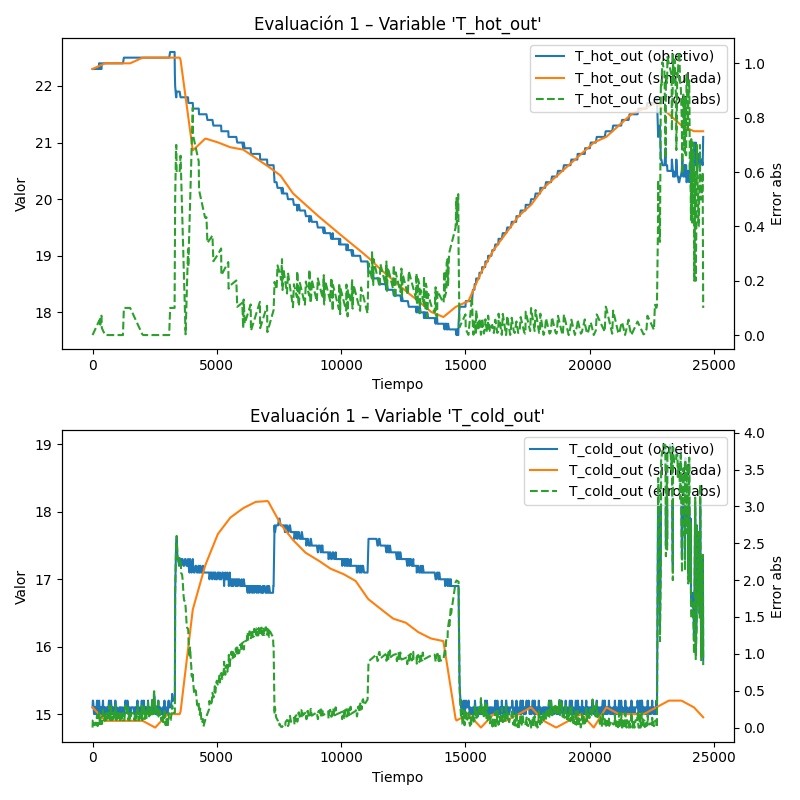 Evaluación 1 – Variable 'T_hot_out'
T_hot_out (objetivo)
T_hot_out (simulada)
T_hot_out (error abs)
22
21
20
19
18
Valor
1.0
0.8
0.6
0.4
0.2
0.0
Error abs
0 5000 10000 15000 20000 25000
Tiempo
Evaluación 1 – Variable 'T_cold_out'
T_cold_out (objetivo)
T_cold_out (simulada)
T_cold_out (error abs)
19
18
17
16
15
Valor
4.0
3.5
3.0
2.5
2.0
1.5
1.0
0.5
0.0
Error abs
0 5000 10000 15000 20000 25000
Tiempo